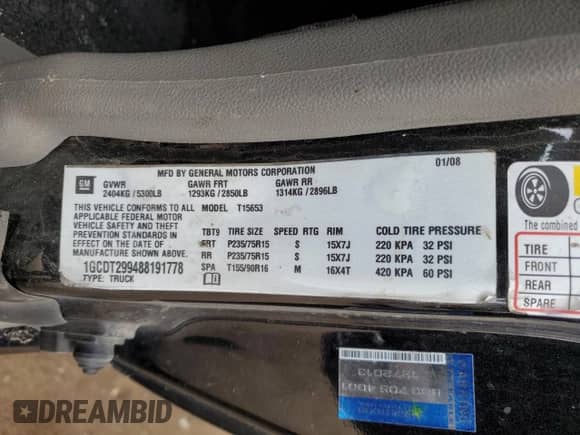 MFD BY GENERAL MOTORS CORPORATION 01/08
GM
GVWR GAWR FRT GAWR RR
2404KG / 5300LB 1293KG / 2850LB 1314KG / 2896LB
THIS VEHICLE CONFORMS TO ALL MODEL T15653
APPLICABLE FEDERAL MOTOR
VEHICLE SAFETY AND THEFT
PREVENTION STANDARDS IN
EFFECT ON THE DATE OF
MANUFACTURE SHOWN ABOVE.
1GCDT299488191778
TYPE: TRUCK
TBT9 TIRE SIZE SPEED RTG RIM COLD TIRE PRESSURE
FRT P235/75R15 S 15X7J 220 KPA 32 PSI
RR P235/75R15 S 15X7J 220 KPA 32 PSI
SPA T155/90R16 M 16X4T 420 KPA 60 PSI
The combined
TIRE
FRONT
REAR
SPARE
DREAMBID